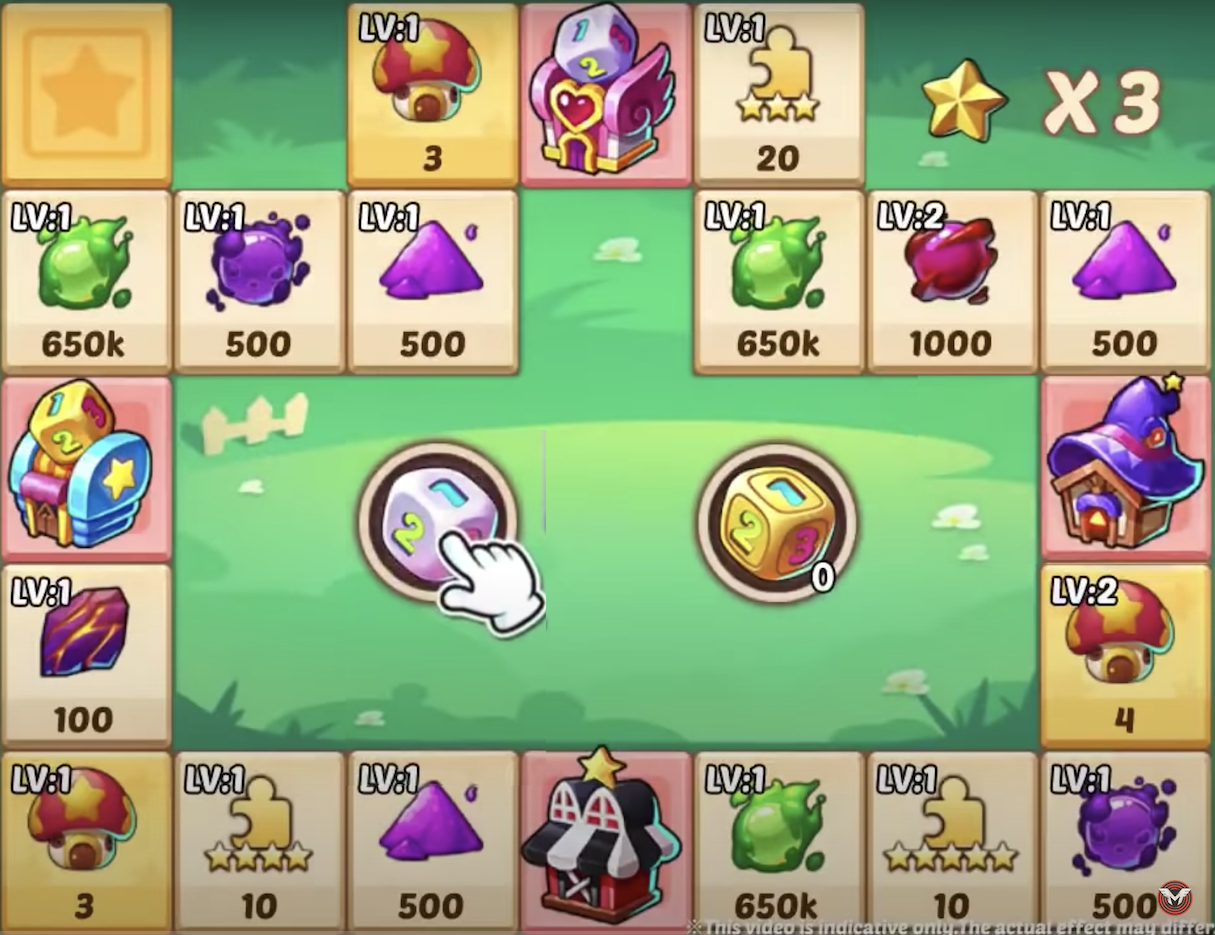 LV:1 LV:1
3 20
X3
LV:1 LV:1 LV:1 LV:1 LV:2 LV:1
650k 500 500 650k 1000 500
1 2 3
LV:1 LV:2
100 4
0
LV:1 LV:1 LV:1 LV:1 LV:1 LV:1
3 10 500 650k 10 500
※This video is indicative only.The actual effect may differ